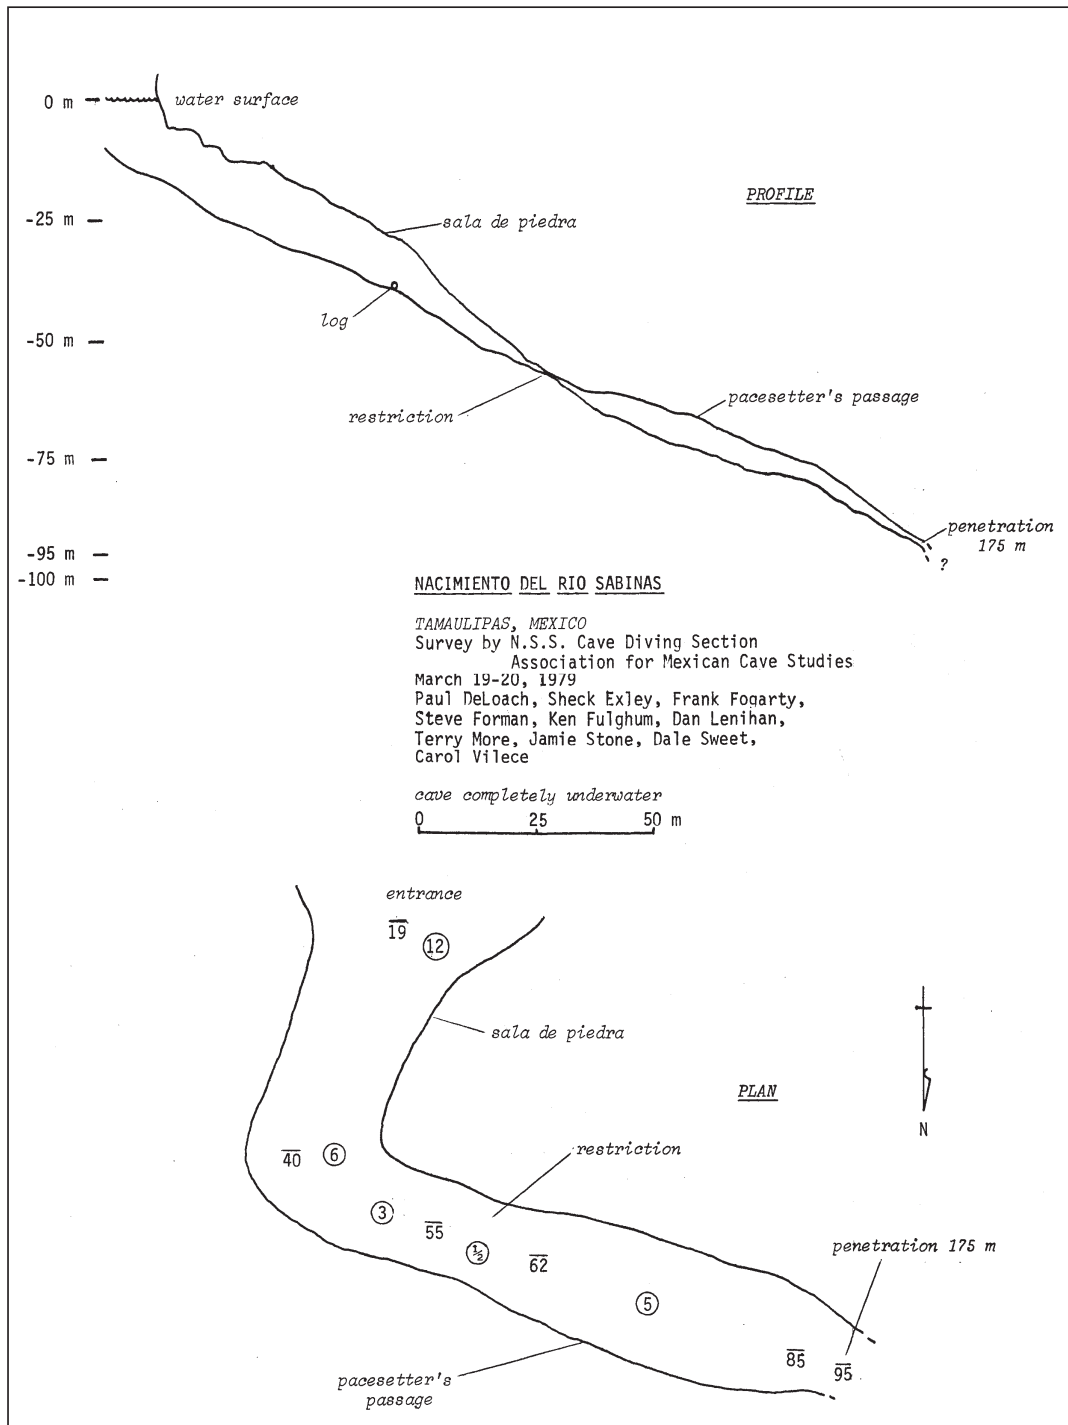 0 m
water surface
PROFILE
-25 m
sala de piedra
log
-50 m
restriction
pacesetter's passage
-75 m
penetration
175 m
-95 m
?
-100 m
NACIMIENTO DEL RIO SABINAS
TAMAULIPAS, MEXICO
Survey by N.S.S. Cave Diving Section
Association for Mexican Cave Studies
March 19-20, 1979
Paul DeLoach, Sheck Exley, Frank Fogarty,
Steve Forman, Ken Fulghum, Dan Lenihan,
Terry More, Jamie Stone, Dale Sweet,
Carol Vilece
cave completely underwater
0 25 50 m
entrance
19
12
sala de piedra
PLAN
N
restriction
40
6
3
55
½
62
penetration 175 m
5
85
95
pacesetter's
passage